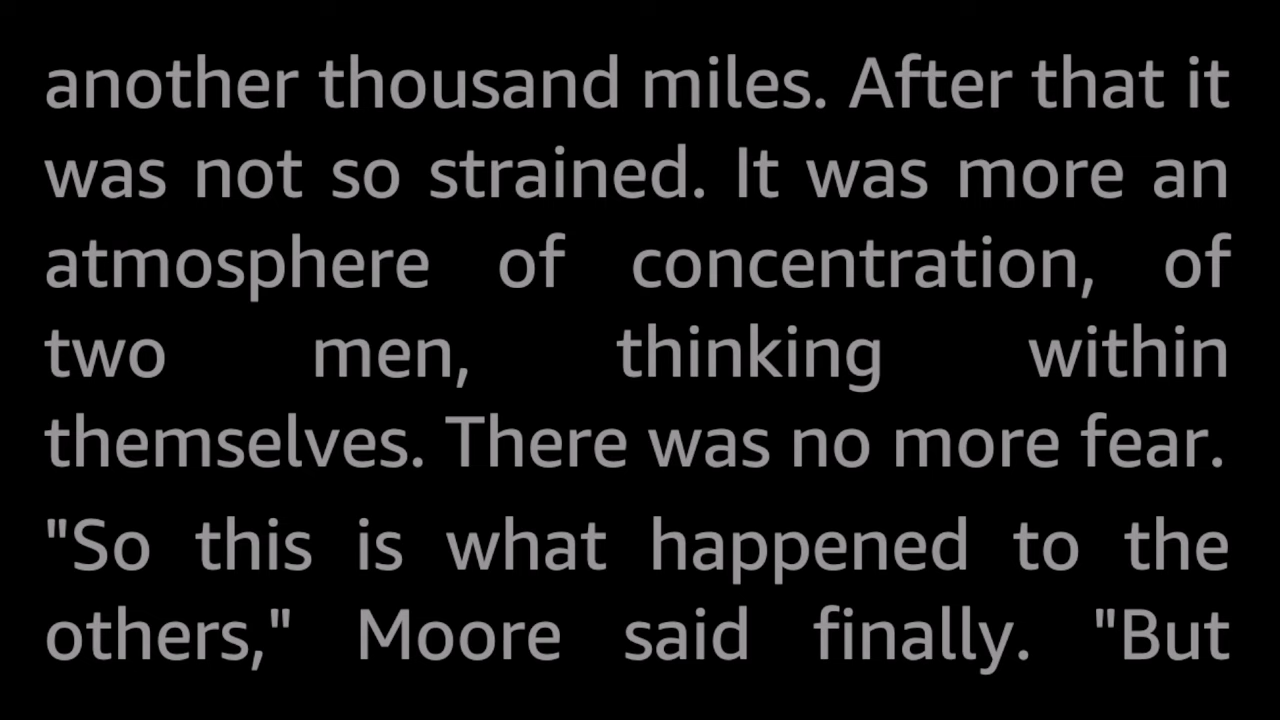 another thousand miles. After that it
was not so strained. It was more an
atmosphere of concentration, of
two men, thinking within
themselves. There was no more fear.
"So this is what happened to the
others," Moore said finally. "But